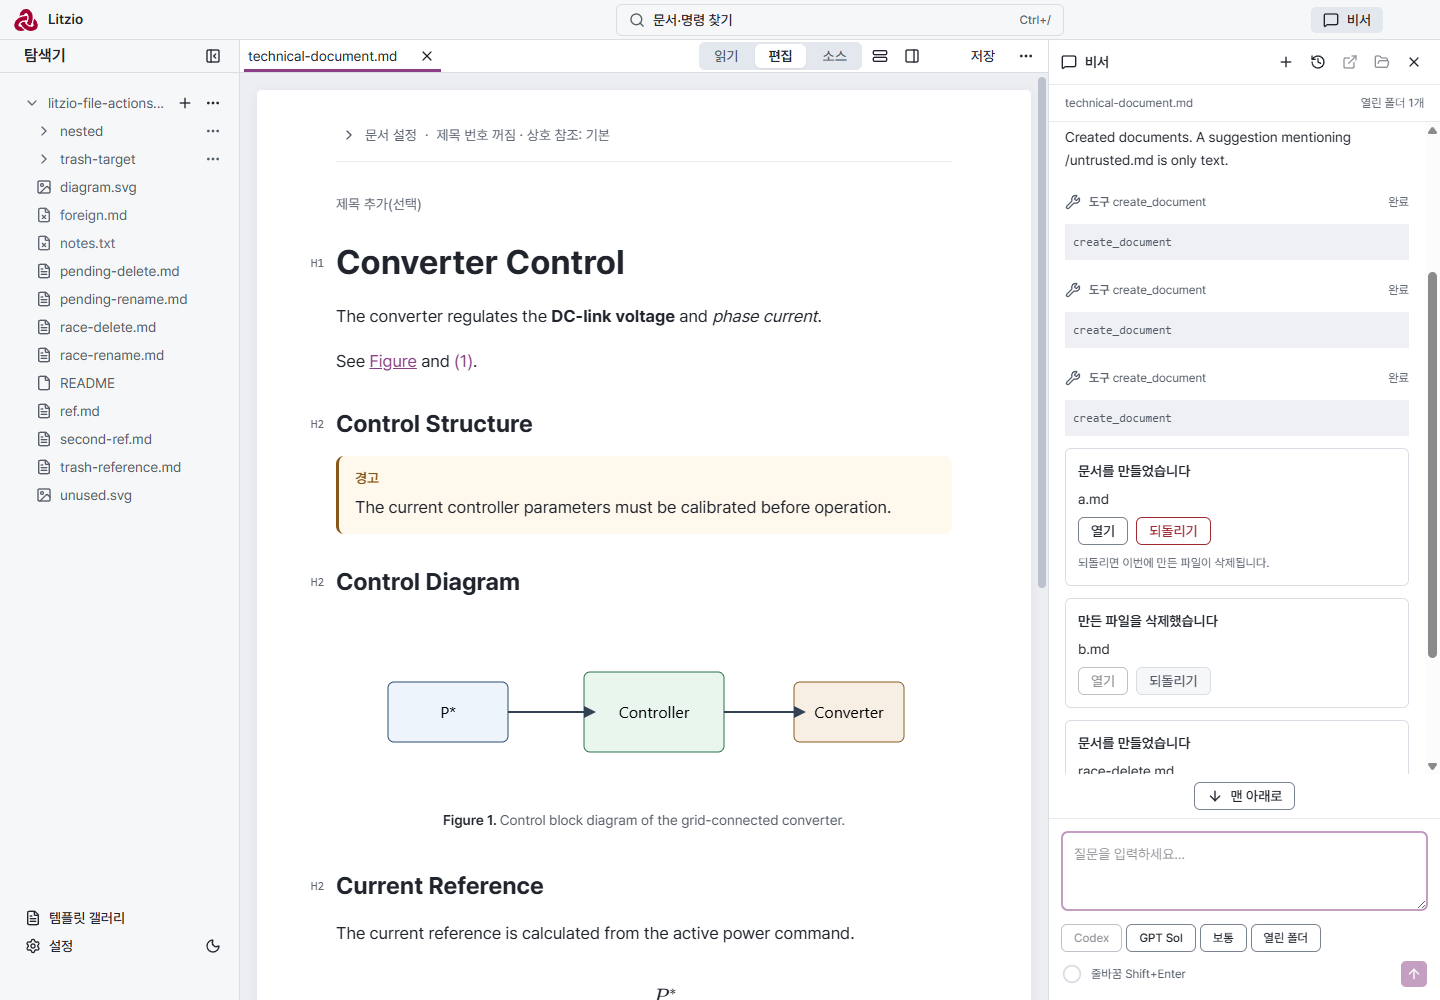 Litzio
문서·명령 찾기
Ctrl+/
비서
탐색기
technical-document.md
읽기
편집
소스
저장
비서
technical-document.md
열린 폴더 1개
litzio-file-actions...
nested
trash-target
diagram.svg
foreign.md
notes.txt
pending-delete.md
pending-rename.md
race-delete.md
race-rename.md
README
ref.md
second-ref.md
trash-reference.md
unused.svg
템플릿 갤러리
설정
문서 설정 · 제목 번호 꺼짐 · 상호 참조: 기본
제목 추가(선택)
H1 Converter Control
The converter regulates the DC-link voltage and phase current.
See Figure and (1).
H2 Control Structure
경고
The current controller parameters must be calibrated before operation.
H2 Control Diagram
P*
Controller
Converter
Figure 1. Control block diagram of the grid-connected converter.
H2 Current Reference
The current reference is calculated from the active power command.
P*
Created documents. A suggestion mentioning
/untrusted.md is only text.
도구 create_document
완료
create_document
도구 create_document
완료
create_document
도구 create_document
완료
create_document
문서를 만들었습니다
a.md
열기
되돌리기
되돌리면 이번에 만든 파일이 삭제됩니다.
만든 파일을 삭제했습니다
b.md
열기
되돌리기
문서를 만들었습니다
race-delete.md
맨 아래로
질문을 입력하세요...
Codex
GPT Sol
보통
열린 폴더
줄바꿈 Shift+Enter